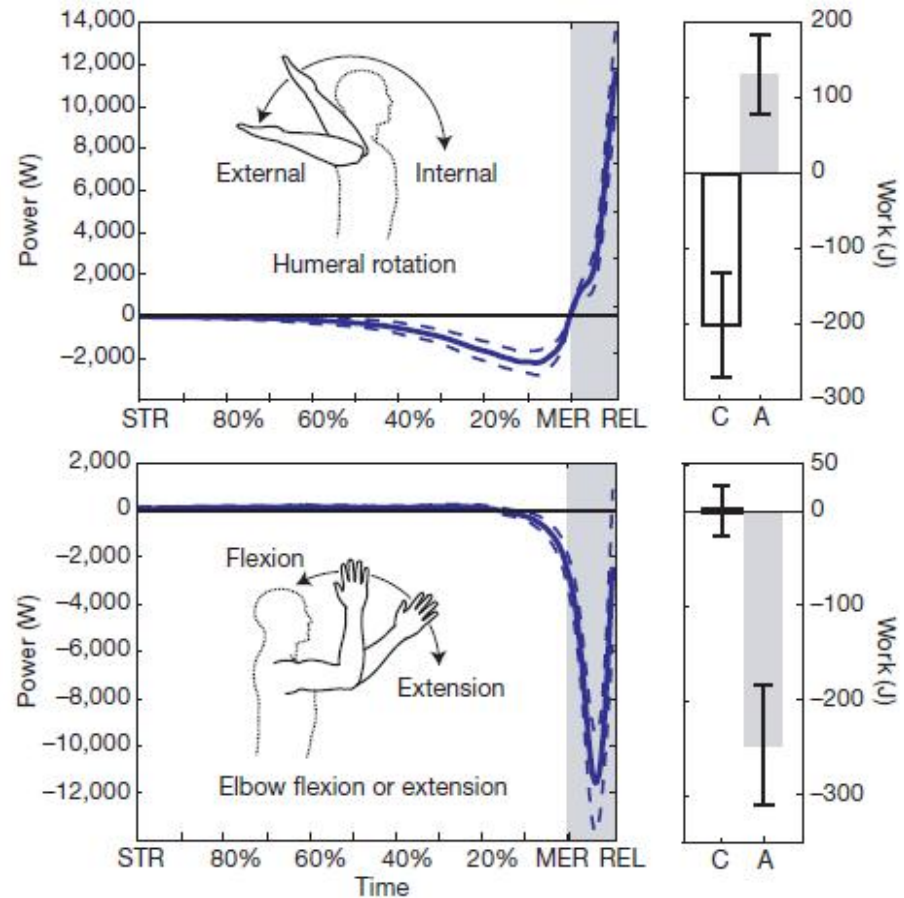 14,000
12,000
10,000
8,000
6,000
4,000
2,000
0
−2,000
Power (W)
External
Internal
Humeral rotation
STR 80% 60% 40% 20% MER REL
200
100
0
−100
−200
−300
Work (J)
C A
2,000
0
−2,000
−4,000
−6,000
−8,000
−10,000
−12,000
Power (W)
Flexion
Extension
Elbow flexion or extension
STR 80% 60% 40% 20% MER REL
Time
50
0
−100
−200
−300
Work (J)
C A